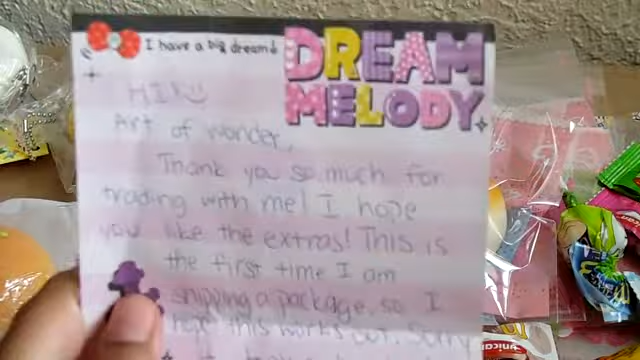 I have a big dream!
DREAM
MELODY
HI!
Art of wonder,
Thank you so much for
trading with me! I hope
you like the extras! This is
the first time I am
shipping a package, so I
hope this works out. Sorry